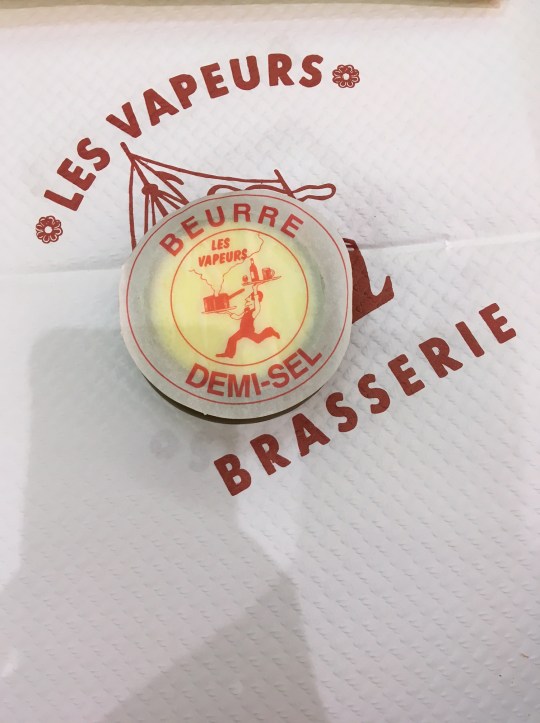 LES VAPEURS
BEURRE
LES
VAPEURS
DEMI-SEL
BRASSERIE